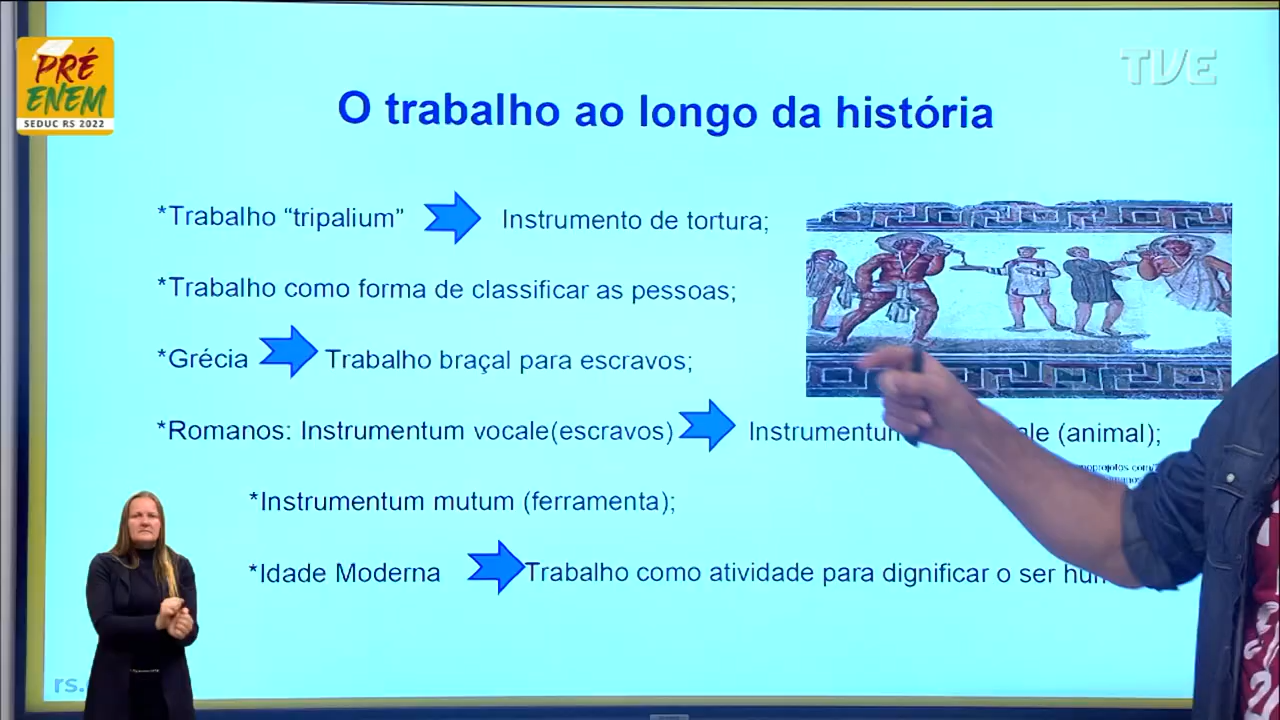 PRÉ
ENEM
SEDUC RS 2022
TVE
O trabalho ao longo da história
*Trabalho “tripalium” Instrumento de tortura;
*Trabalho como forma de classificar as pessoas;
*Grécia Trabalho braçal para escravos;
*Romanos: Instrumentum vocale(escravos) (animal);
*Instrumentum mutum (ferramenta);
*Idade Moderna Trabalho como atividade para dignificar o ser
rs.